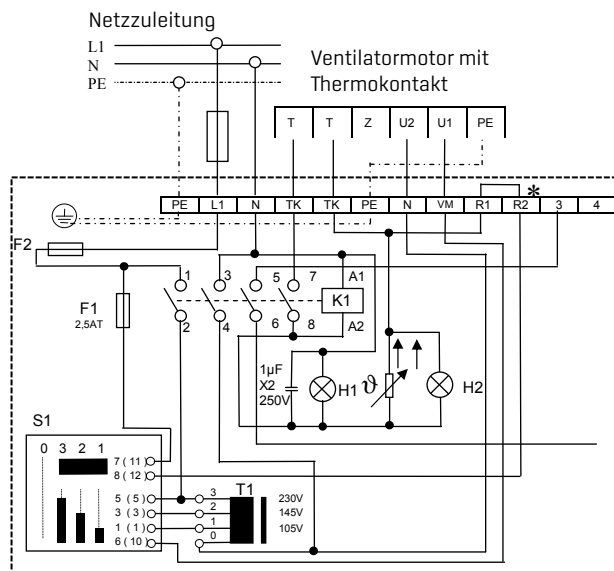 Netzzuleitung
L1
N
PE
Ventilatormotor mit
Thermokontakt
T T Z U2 U1 PE
PE L1 N TK TK PE N VM R1 R2 * 3 4
F2
F1
2,5AT
1 3 5 7 A1
K1
2 4 6 8 A2
1µF
X2
250V
H1
ϑ
H2
S1
0 3 2 1
7 ( 11 )
8 ( 12 )
5 ( 5 )
3 ( 3 )
1 ( 1 )
6 ( 10 )
T1
3 230V
2 145V
1 105V
0